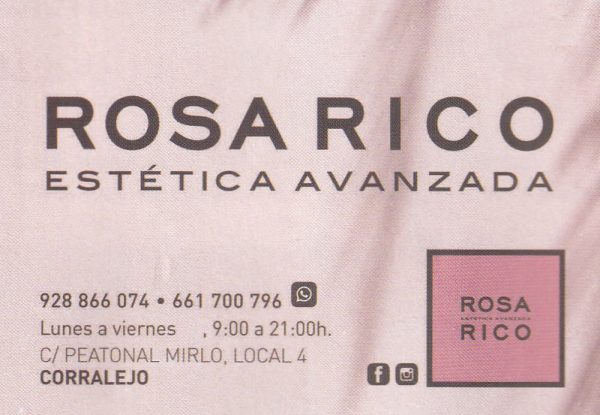 ROSA RICO
ESTÉTICA AVANZADA
928 866 074 • 661 700 796
Lunes a viernes , 9:00 a 21:00h.
C/ PEATONAL MIRLO, LOCAL 4
CORRALEJO
ROSA
ESTÉTICA AVANZADA
RICO